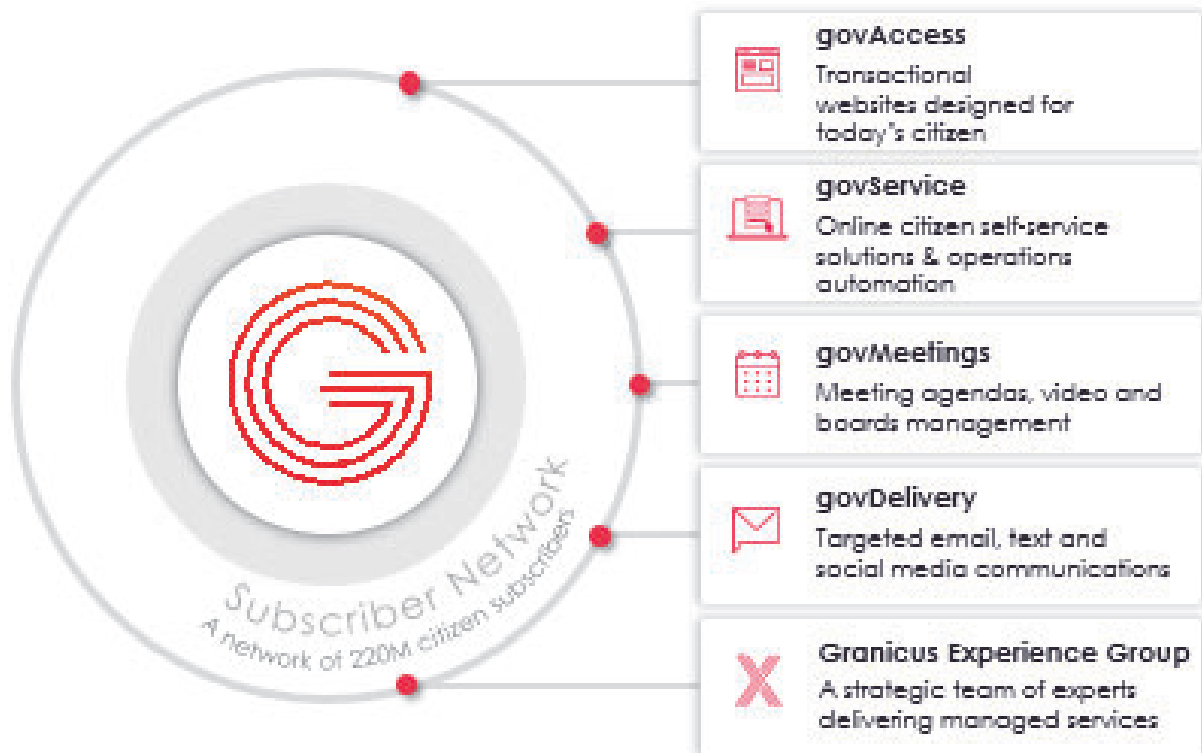 govAccess
Transactional
websites designed for
today's citizen
govService
Online citizen self-service
solutions & operations
automation
govMeetings
Meeting agendas, video and
boards management
govDelivery
Targeted email, text and
social media communications
Granicus Experience Group
A strategic team of experts
delivering managed services
Subscriber Network
A network of 220M citizen subscribers